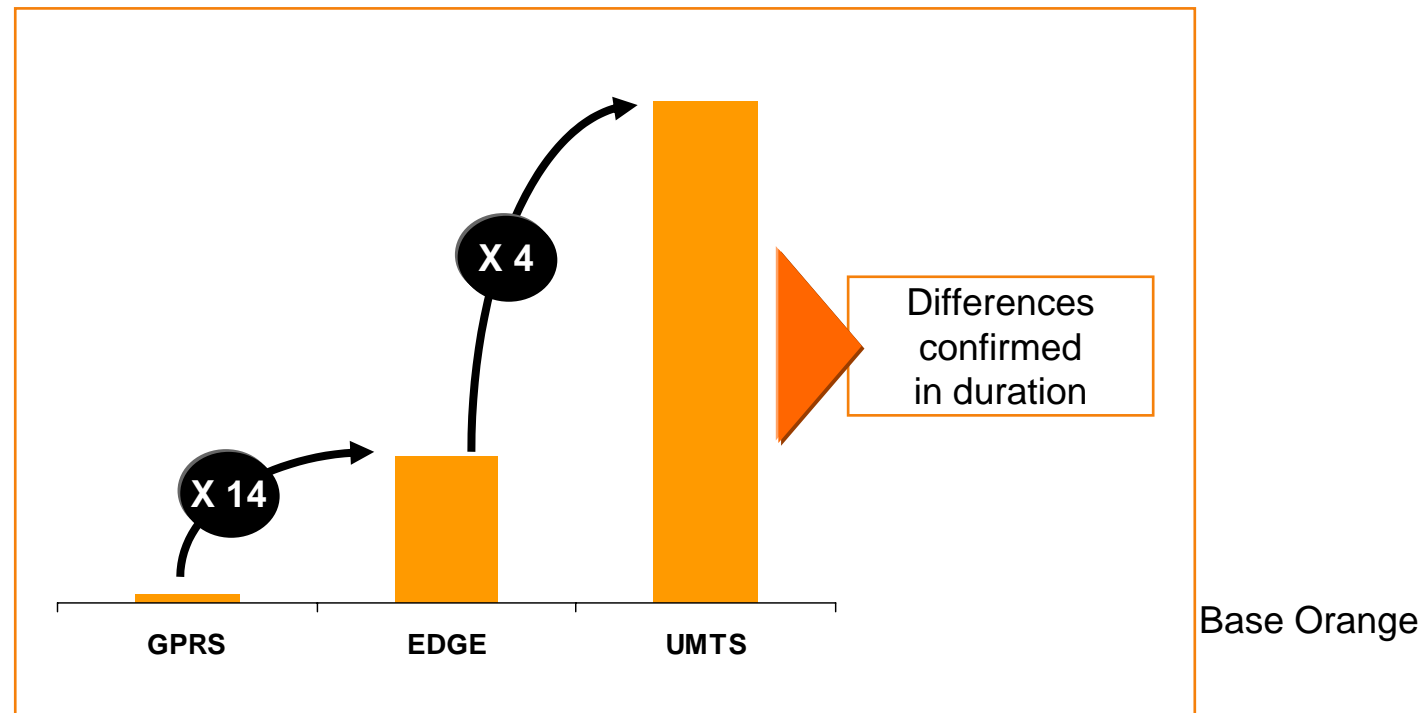 X 4
Differences
confirmed
in duration
X 14
Base Orange
GPRS EDGE UMTS